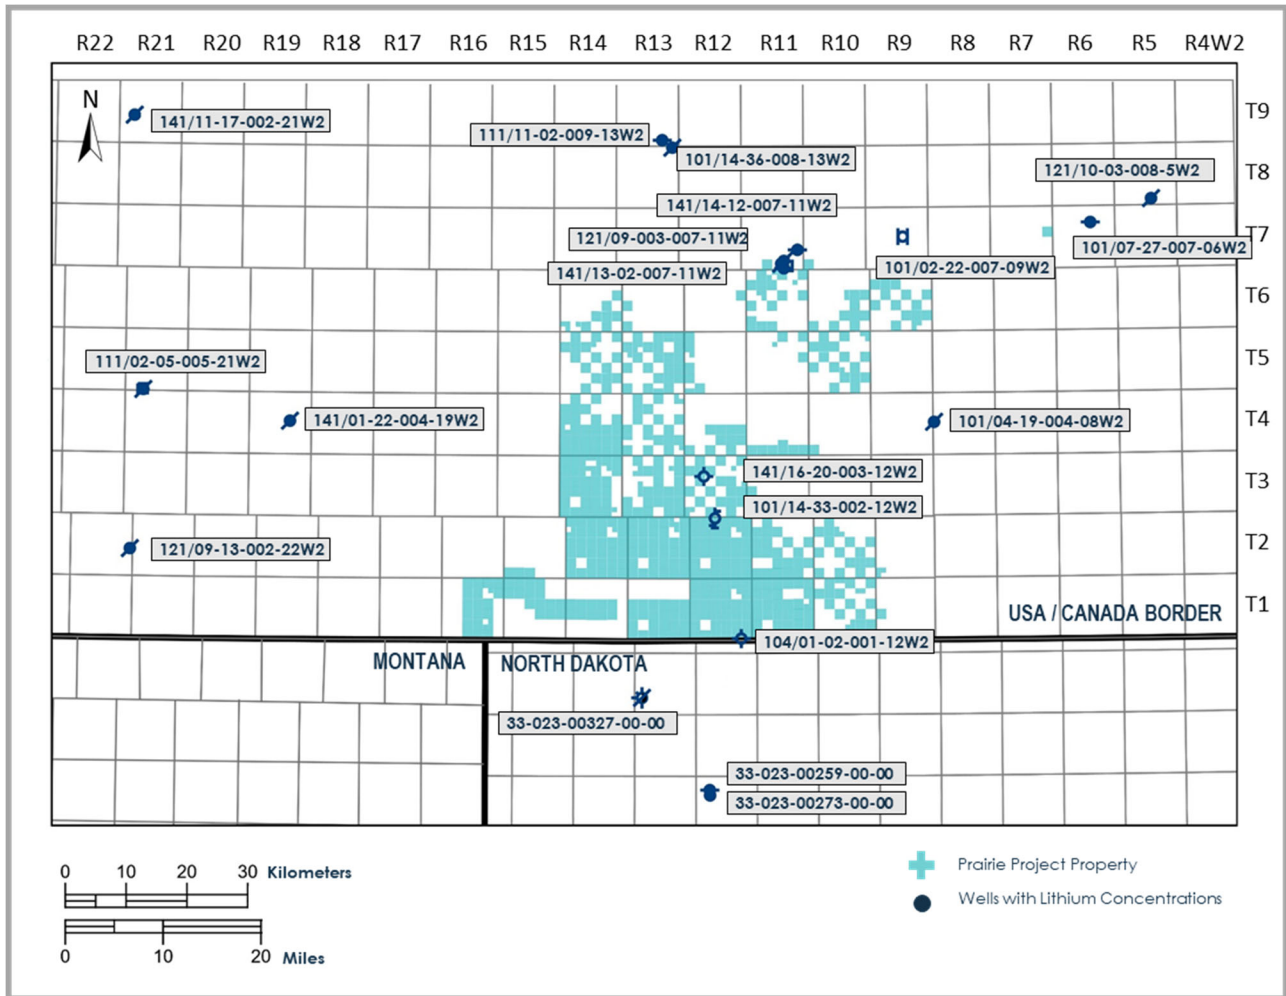 R22 R21 R20 R19 R18 R17 R16 R15 R14 R13 R12 R11 R10 R9 R8 R7 R6 R5 R4W2
N
T9
141/11-17-002-21W2
111/11-02-009-13W2
101/14-36-008-13W2
121/10-03-008-5W2
T8
141/14-12-007-11W2
T7
121/09-003-007-11W2
101/07-27-007-06W2
141/13-02-007-11W2
101/02-22-007-09W2
T6
111/02-05-005-21W2
T5
141/01-22-004-19W2
101/04-19-004-08W2
T4
141/16-20-003-12W2
T3
101/14-33-002-12W2
121/09-13-002-22W2
T2
T1
USA / CANADA BORDER
104/01-02-001-12W2
MONTANA
NORTH DAKOTA
33-023-00327-00-00
33-023-00259-00-00
33-023-00273-00-00
0 10 20 30 Kilometers
0 10 20 Miles
Prairie Project Property
Wells with Lithium Concentrations